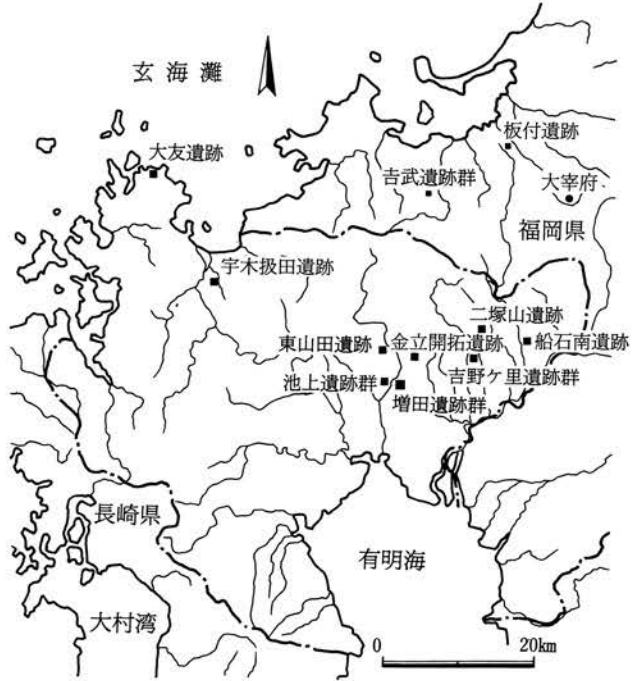 玄海灘
板付遺跡
大友遺跡
吉武遺跡群
大宰府
福岡県
宇木扱田遺跡
二塚山遺跡
東山田遺跡
金立開拓遺跡
船石南遺跡
吉野ケ里遺跡群
池上遺跡群
増田遺跡群
長崎県
有明海
大村湾
0
20km